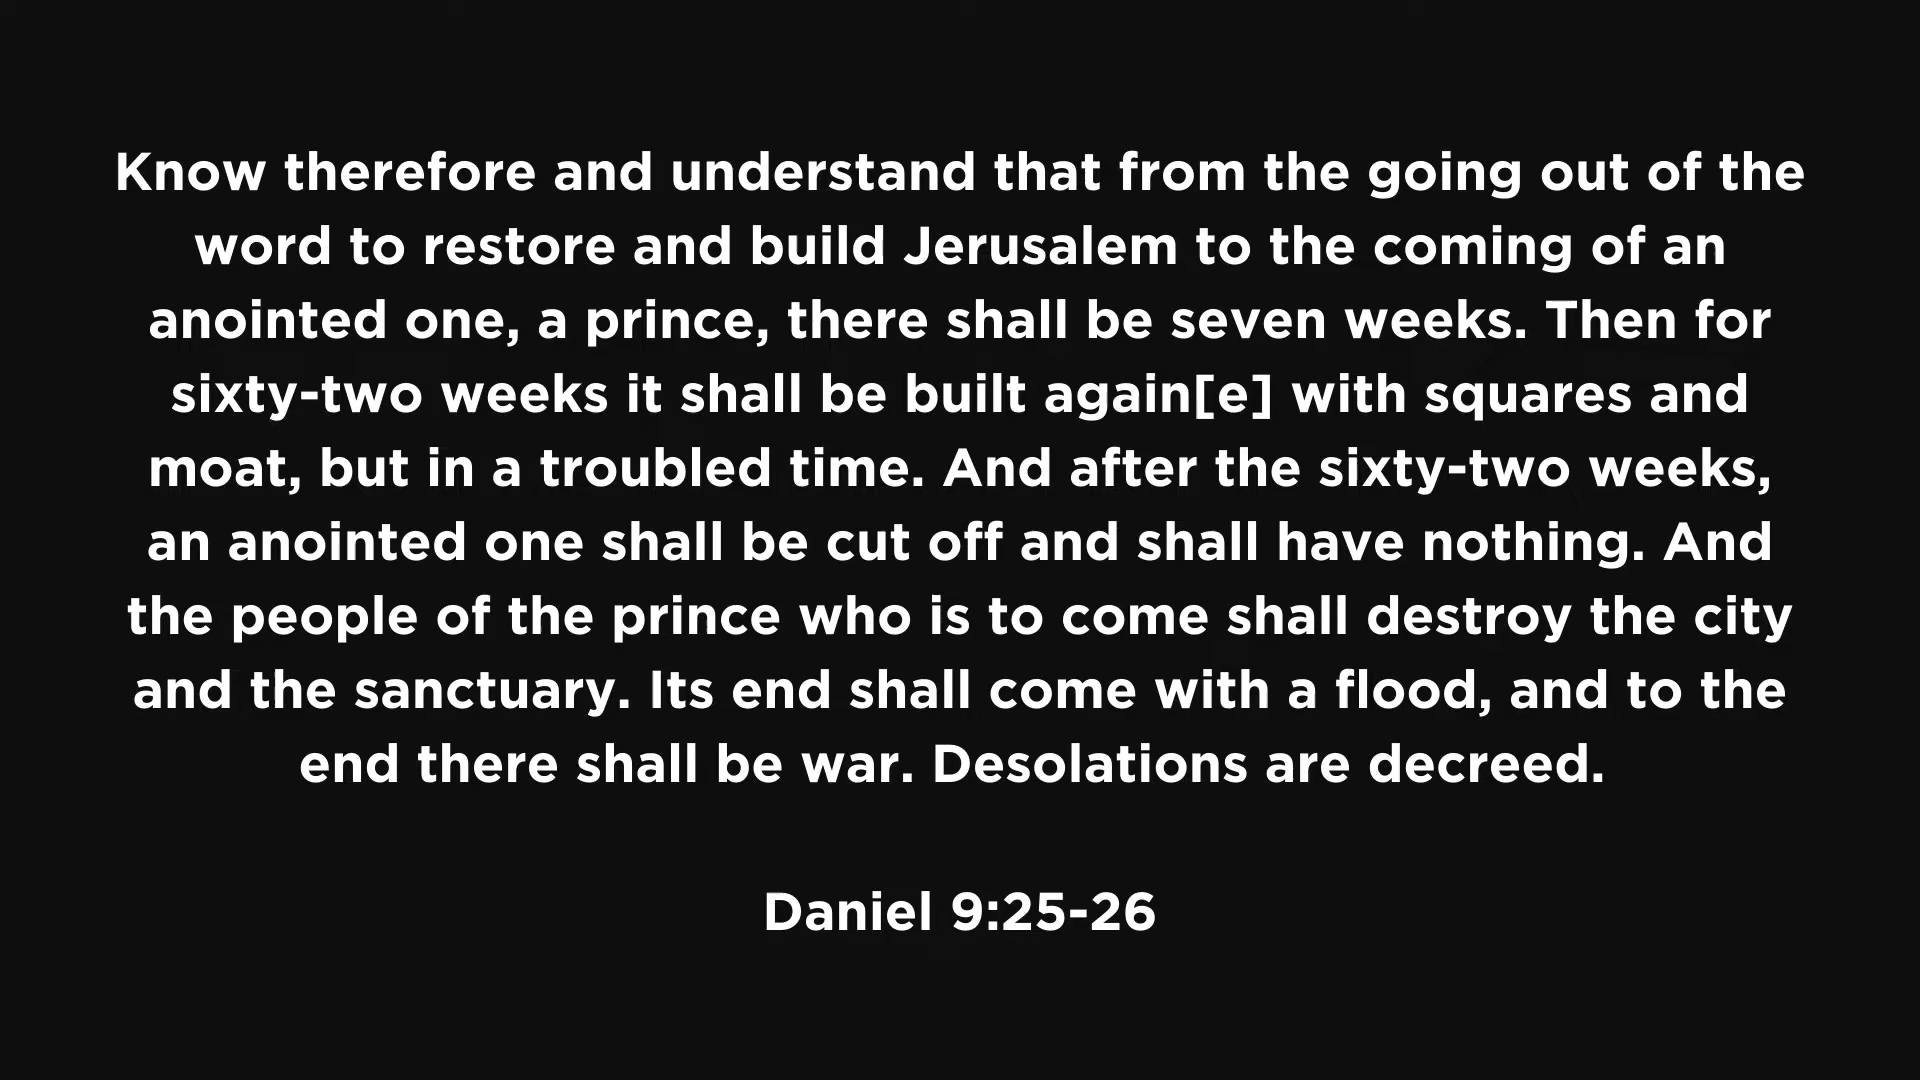 Know therefore and understand that from the going out of the
word to restore and build Jerusalem to the coming of an
anointed one, a prince, there shall be seven weeks. Then for
sixty-two weeks it shall be built again[e] with squares and
moat, but in a troubled time. And after the sixty-two weeks,
an anointed one shall be cut off and shall have nothing. And
the people of the prince who is to come shall destroy the city
and the sanctuary. Its end shall come with a flood, and to the
end there shall be war. Desolations are decreed.
Daniel 9:25-26